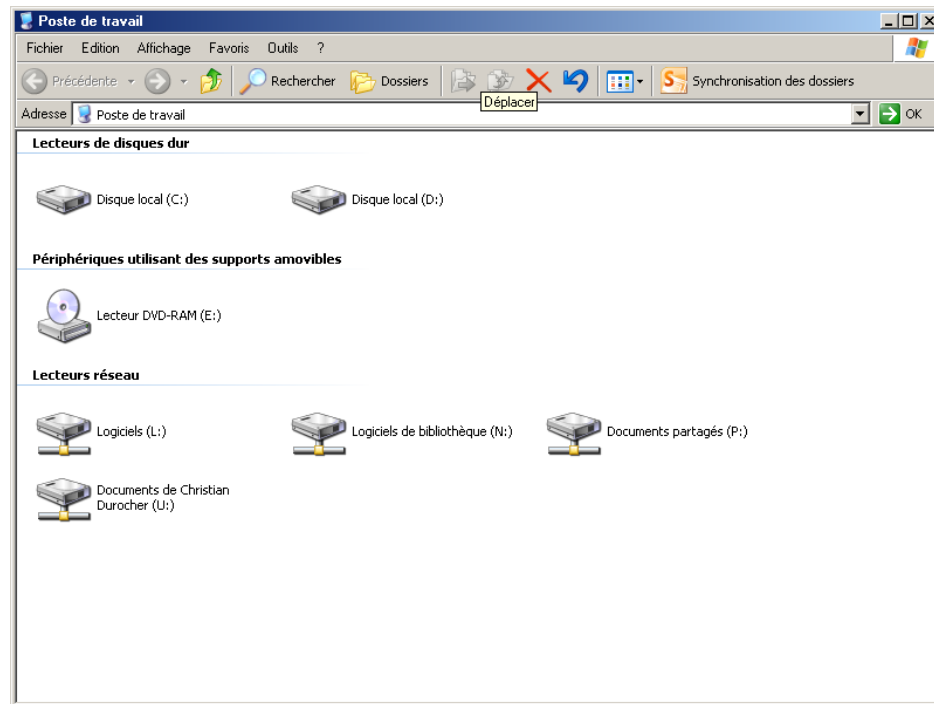 Poste de travail
Fichier Edition Affichage Favoris Outils ?
Précédente Rechercher Dossiers Synchronisation des dossiers
Déplacer
Adresse Poste de travail OK
Lecteurs de disques dur
Disque local (C:) Disque local (D:)
Périphériques utilisant des supports amovibles
Lecteur DVD-RAM (E:)
Lecteurs réseau
Logiciels (L:) Logiciels de bibliothèque (N:) Documents partagés (P:)
Documents de Christian
Durocher (U:)